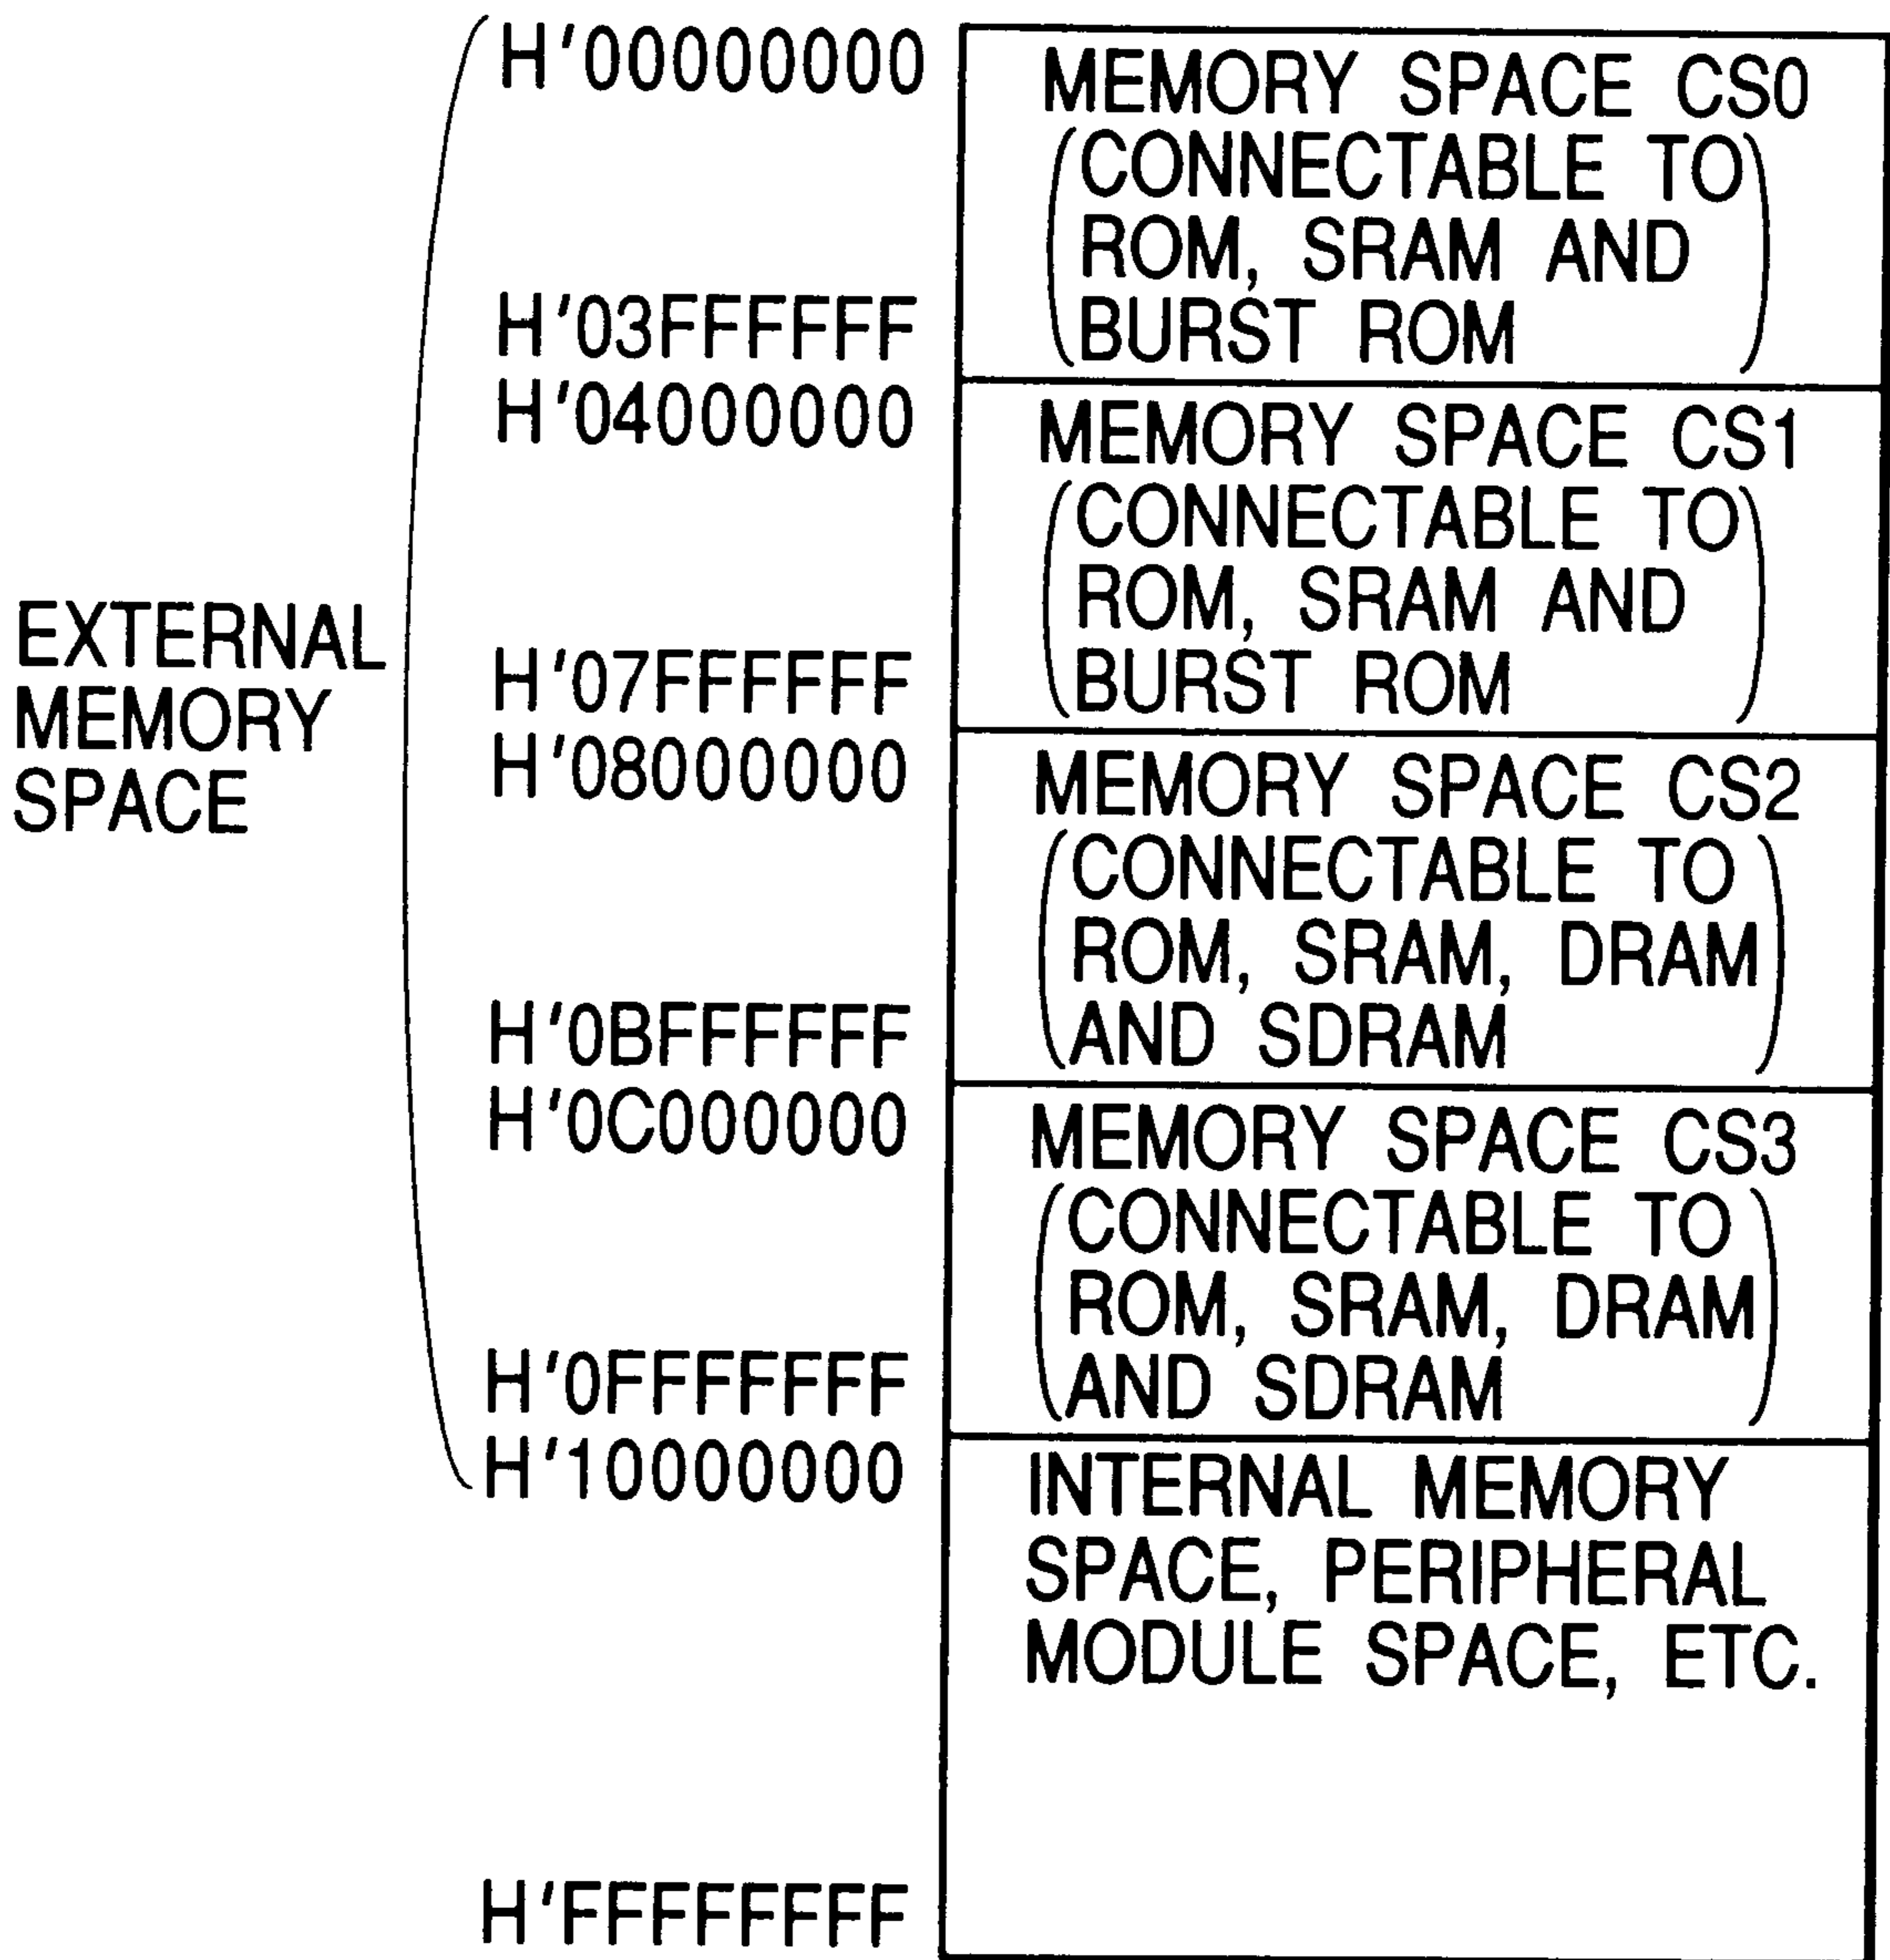 EXTERNAL
MEMORY
SPACE
H'00000000
MEMORY SPACE CS0
(CONNECTABLE TO
ROM, SRAM AND
BURST ROM)
H'03FFFFFF
H'04000000
MEMORY SPACE CS1
(CONNECTABLE TO
ROM, SRAM AND
BURST ROM)
H'07FFFFFF
H'08000000
MEMORY SPACE CS2
(CONNECTABLE TO
ROM, SRAM, DRAM
AND SDRAM)
H'0BFFFFFF
H'0C000000
MEMORY SPACE CS3
(CONNECTABLE TO
ROM, SRAM, DRAM
AND SDRAM)
H'0FFFFFFF
H'10000000
INTERNAL MEMORY
SPACE, PERIPHERAL
MODULE SPACE, ETC.
H'FFFFFFFF